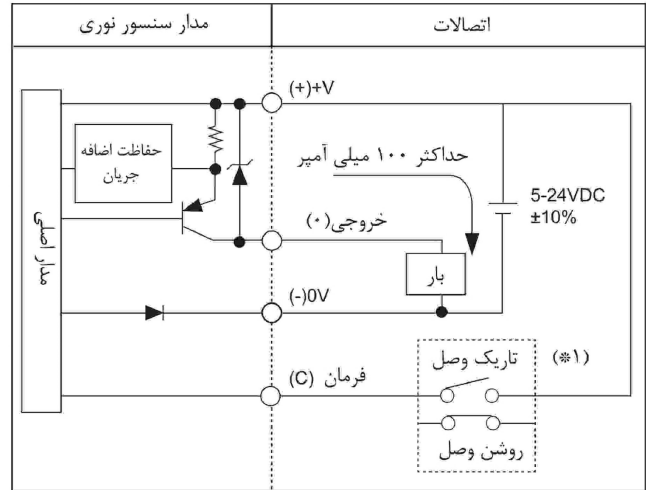 مدار سنسور نوری
اتصالات
(+)+V
حفاظت اضافه
جریان
حداکثر ۱۰۰ میلی آمپر
5-24VDC
±10%
خروجی(۰)
مدار اصلی
بار
(-)0V
(*۱)
تاریک وصل
فرمان (C)
روشن وصل